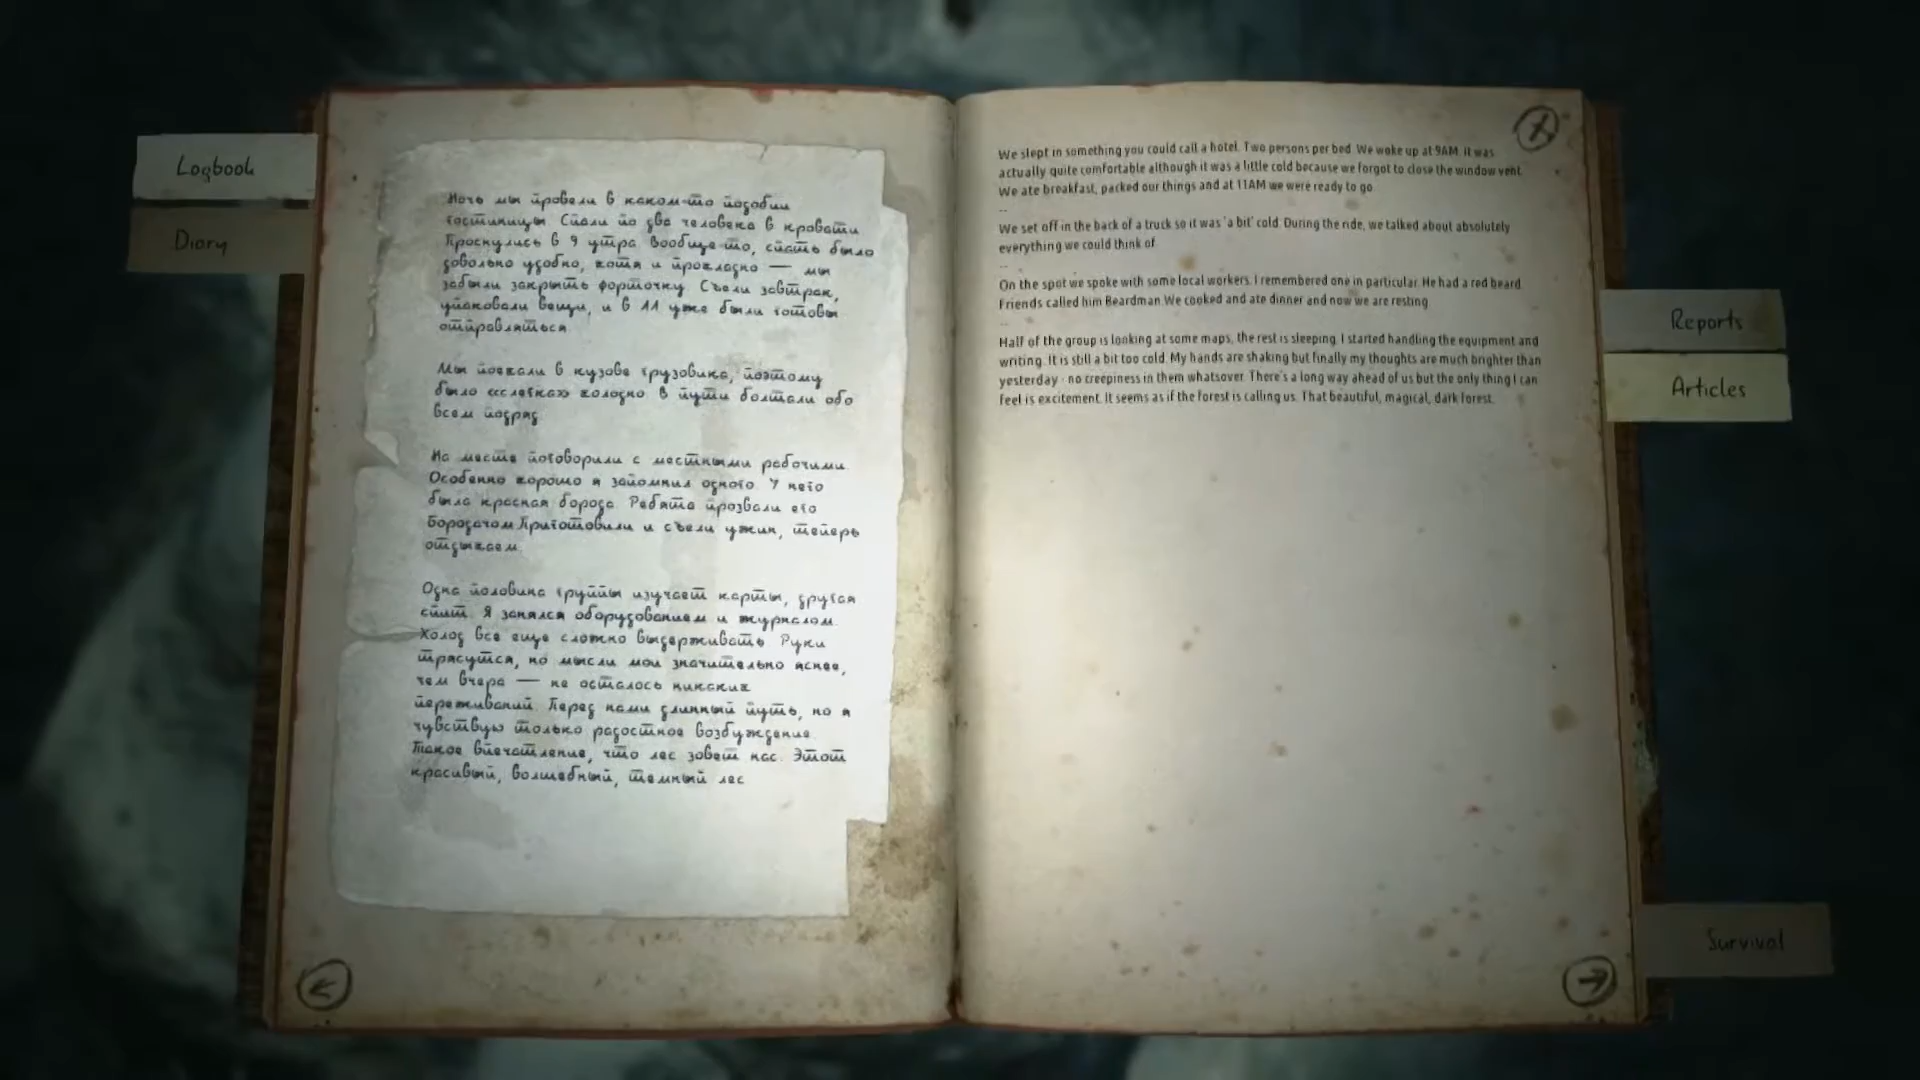 Logbook
Diary
Ночь мы провели в каком-то подобии
гостиницы Спали по два человека в кровати
Проснулись в 9 утра Вообще-то, спать было
довольно удобно, хотя и прохладно — мы
забыли закрыть форточку. Съели завтрак,
упаковали вещи, и в 11 уже были готовы
отправляться.
Мы поехали в кузове грузовика, поэтому
было «слегка» холодно В пути болтали обо
всем подряд
На месте поговорили с местными рабочими.
Особенно хорошо я запомнил одного. У него
была красная борода. Ребята прозвали его
Бородачом.Приготовили и съели ужин, теперь
отдыхаем.
Одна половина группы изучает карты, другая
спит. Я занялся оборудованием и журналом.
Холод все еще сложно выдерживать Руки
трясутся, но мысли мои значительно яснее,
чем вчера — не осталось никаких
переживаний. Перед нами длинный путь, но я
чувствую только радостное возбуждение.
Такое впечатление, что лес зовет нас. Этот
красивый, волшебный, темный лес
We slept in something you could call a hotel. Two persons per bed. We woke up at 9AM. It was
actually quite comfortable although it was a little cold because we forgot to close the window vent.
We ate breakfast, packed our things and at 11AM we were ready to go.
--
We set off in the back of a truck so it was 'a bit' cold. During the ride, we talked about absolutely
everything we could think of.
--
On the spot we spoke with some local workers. I remembered one in particular. He had a red beard.
Friends called him Beardman.We cooked and ate dinner and now we are resting.
--
Half of the group is looking at some maps, the rest is sleeping. I started handling the equipment and
writing. It is still a bit too cold. My hands are shaking but finally my thoughts are much brighter than
yesterday - no creepiness in them whatsover. There's a long way ahead of us but the only thing I can
feel is excitement. It seems as if the forest is calling us. That beautiful, magical, dark forest.
Reports
Articles
Survival